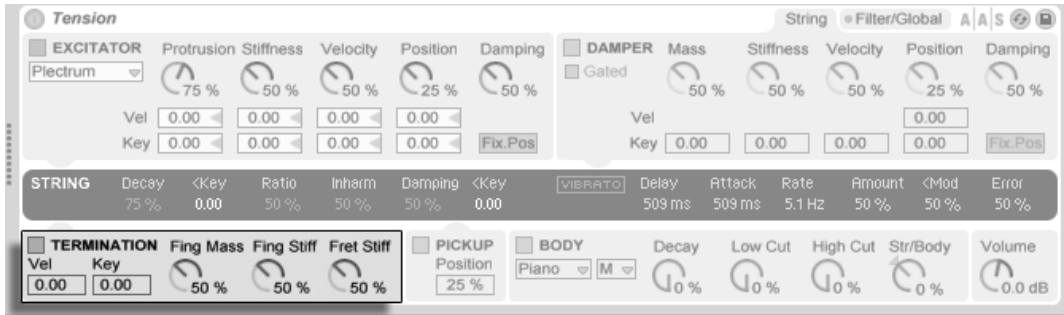 Tension String Filter/Global A A S
EXCITATOR Protrusion Stiffness Velocity Position Damping
Plectrum 75 % 50 % 50 % 25 % 50 %
Vel 0.00 0.00 0.00 0.00
Key 0.00 0.00 0.00 0.00 Fix.Pos
DAMPER Mass Stiffness Velocity Position Damping
Gated 50 % 50 % 50 % 25 % 50 %
Vel 0.00
Key 0.00 0.00 0.00 0.00 Fix.Pos
STRING Decay <Key Ratio Inharm Damping <Key VIBRATO Delay Attack Rate Amount <Mod Error
75 % 0.00 50 % 50 % 50 % 0.00 509 ms 509 ms 5.1 Hz 50 % 50 % 50 %
TERMINATION Fing Mass Fing Stiff Fret Stiff
Vel Key
0.00 0.00 50 % 50 % 50 %
PICKUP
Position
25 %
BODY Decay Low Cut High Cut Str/Body
Piano M 0 % 0 % 0 % 0 %
Volume
0.0 dB